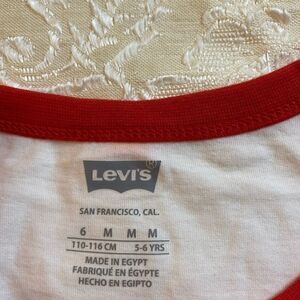 Levi's
SAN FRANCISCO, CAL.
6 M M M
110-116 CM 5-6 YRS
MADE IN EGYPT
FABRIQUÉ EN ÉGYPTE
HECHO EN EGIPTO